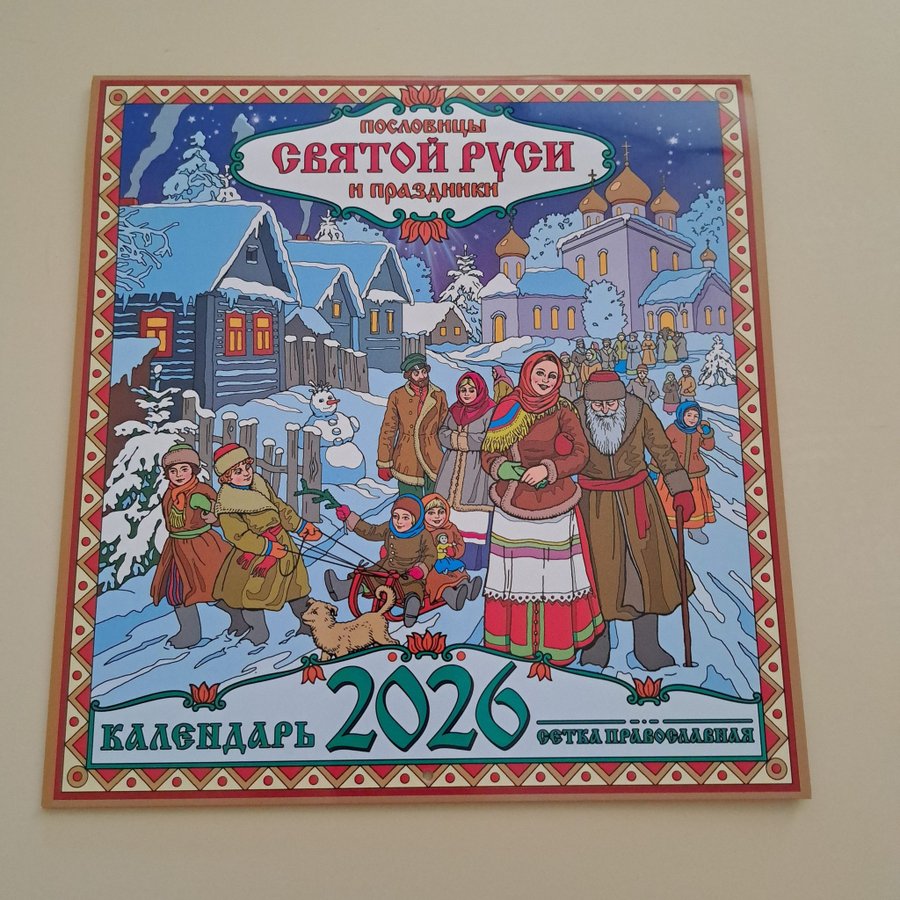 ПОСЛОВИЦЫ
СВЯТОЙ РУСИ
И ПРАЗДНИКИ
КАЛЕНДАРЬ 2026
СЕТКА ПРАВОСЛАВНАЯ